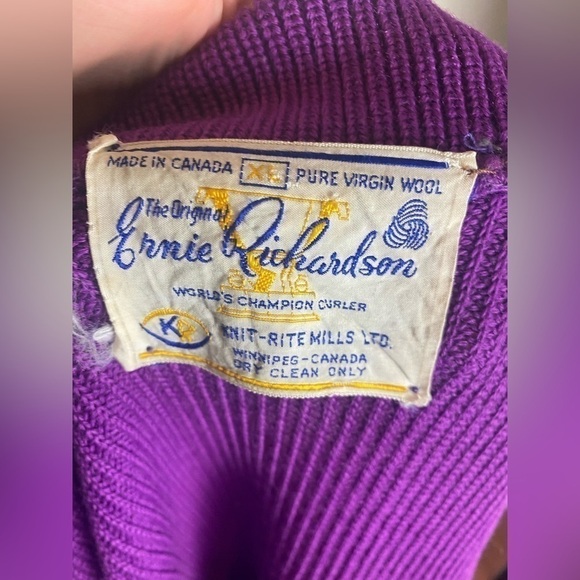 MADE IN CANADA XL PURE VIRGIN WOOL
The Original
Ernie Richardson
WORLD'S CHAMPION CURLER
K KNIT-RITE MILLS LTD.
WINNIPEG-CANADA
DRY CLEAN ONLY